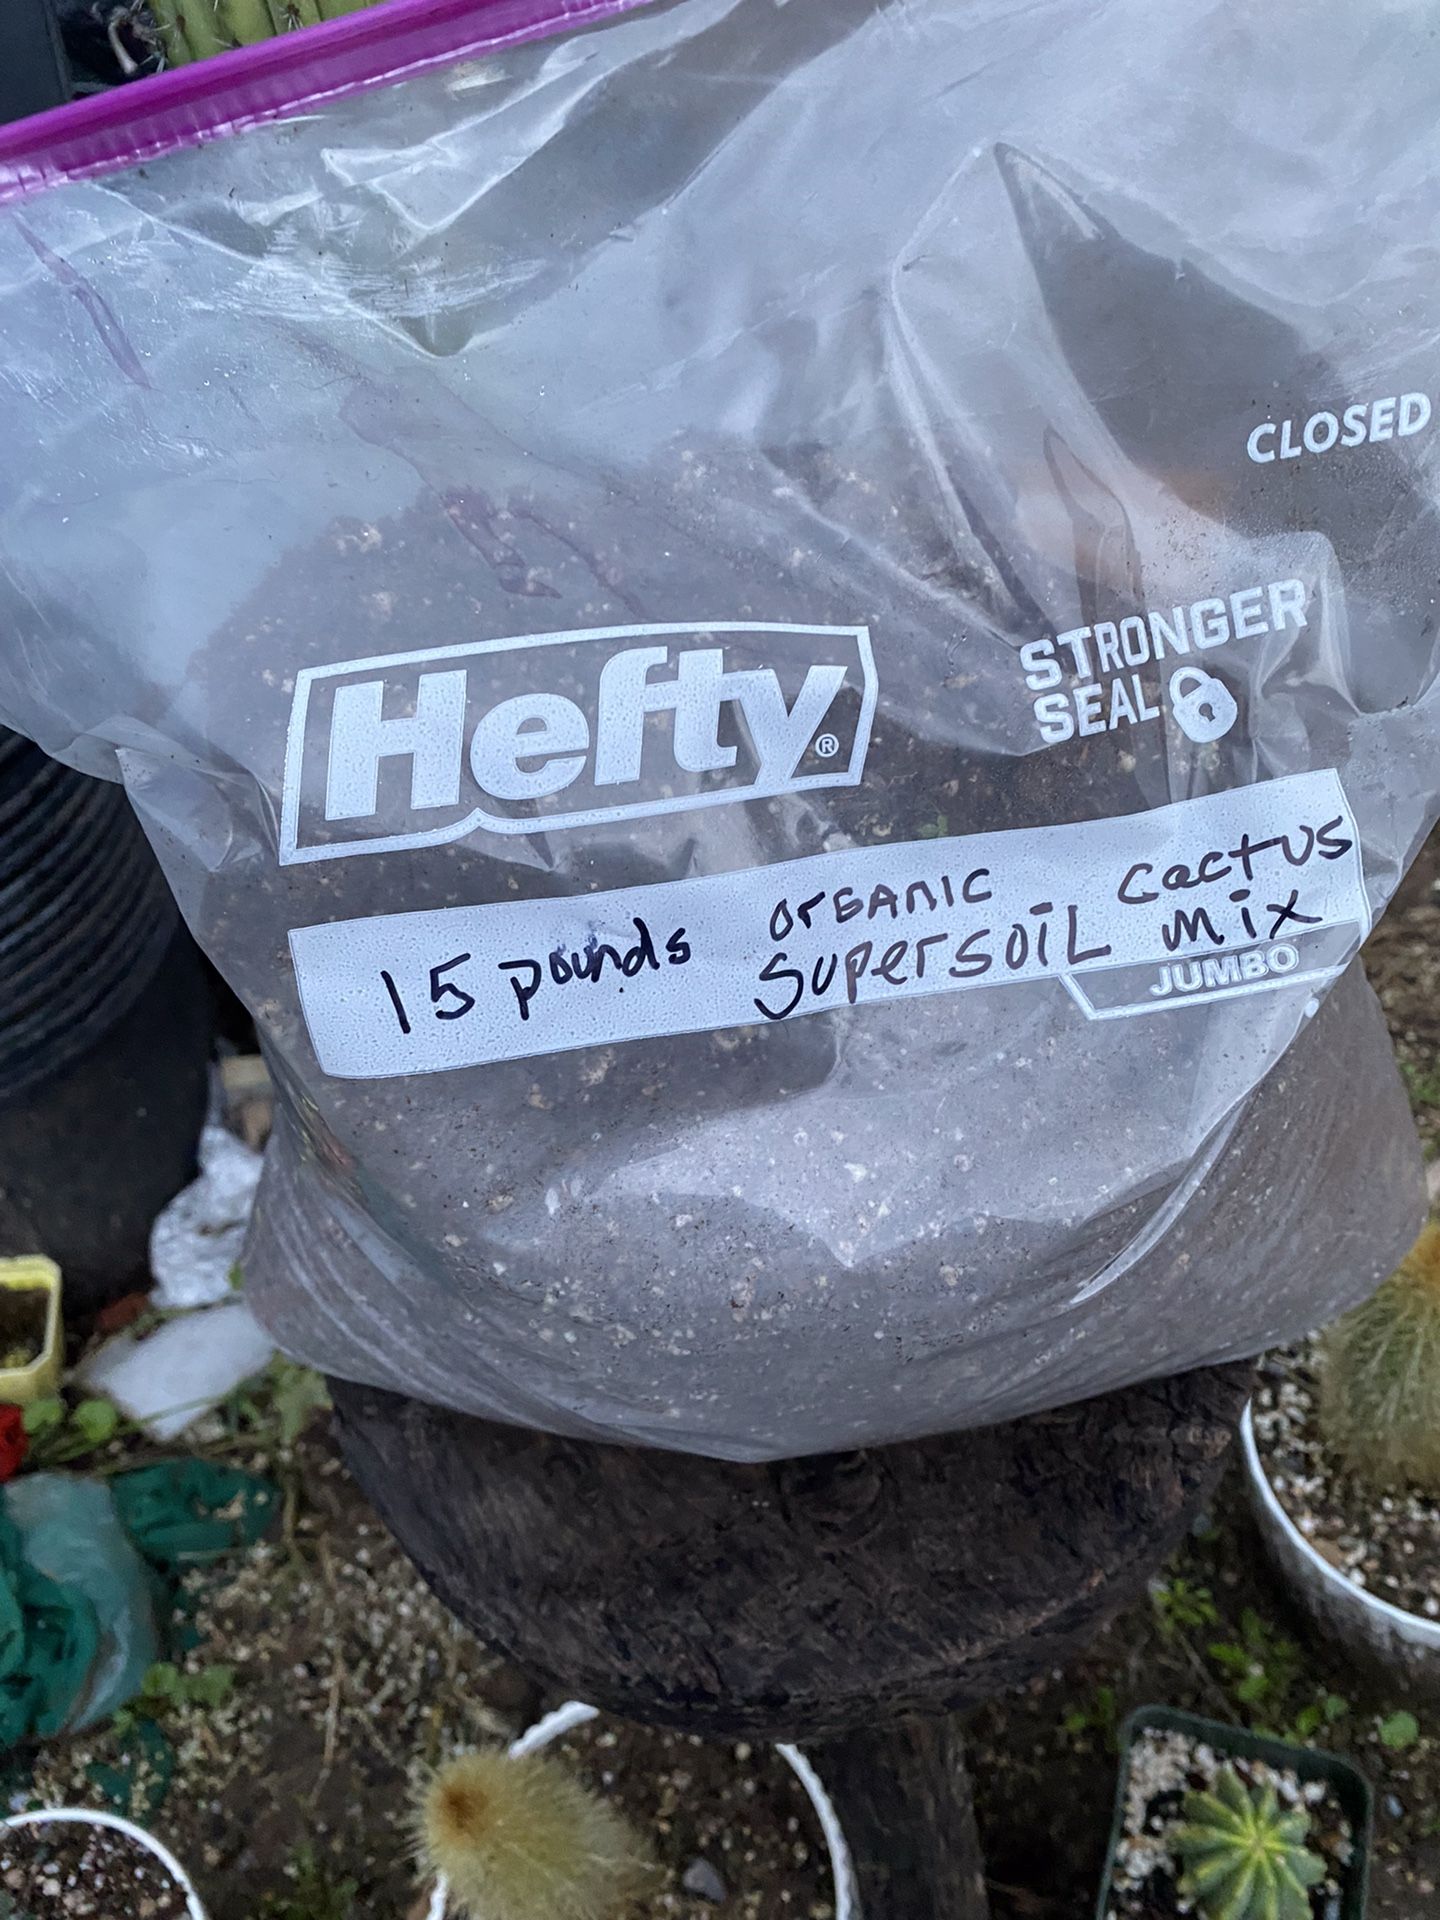 CLOSED
STRONGER
SEAL
Hefty®
15 pounds organic cactus
supersoil mix
JUMBO